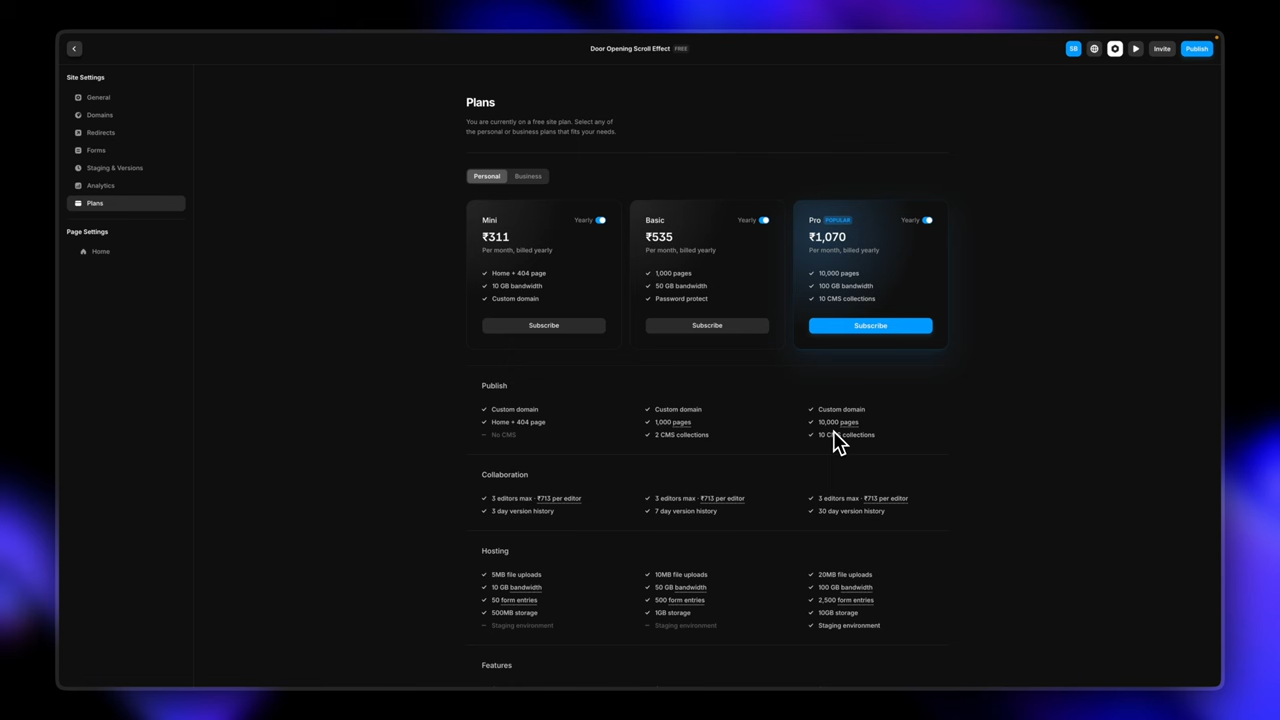 Door Opening Scroll Effect FREE
SB
Invite
Publish
Site Settings
General
Domains
Redirects
Forms
Staging & Versions
Analytics
Plans
Page Settings
Home
Plans
You are currently on a free site plan. Select any of
the personal or business plans that fits your needs.
Personal Business
Mini Yearly
₹311
Per month, billed yearly
Home + 404 page
10 GB bandwidth
Custom domain
Subscribe
Basic Yearly
₹535
Per month, billed yearly
1,000 pages
50 GB bandwidth
Password protect
Subscribe
Pro POPULAR Yearly
₹1,070
Per month, billed yearly
10,000 pages
100 GB bandwidth
10 CMS collections
Subscribe
Publish
Custom domain Custom domain Custom domain
Home + 404 page 1,000 pages 10,000 pages
No CMS 2 CMS collections 10 CMS collections
Collaboration
3 editors max · ₹713 per editor 3 editors max · ₹713 per editor 3 editors max · ₹713 per editor
3 day version history 7 day version history 30 day version history
Hosting
5MB file uploads 10MB file uploads 20MB file uploads
10 GB bandwidth 50 GB bandwidth 100 GB bandwidth
50 form entries 500 form entries 2,500 form entries
500MB storage 1GB storage 10GB storage
Staging environment Staging environment Staging environment
Features